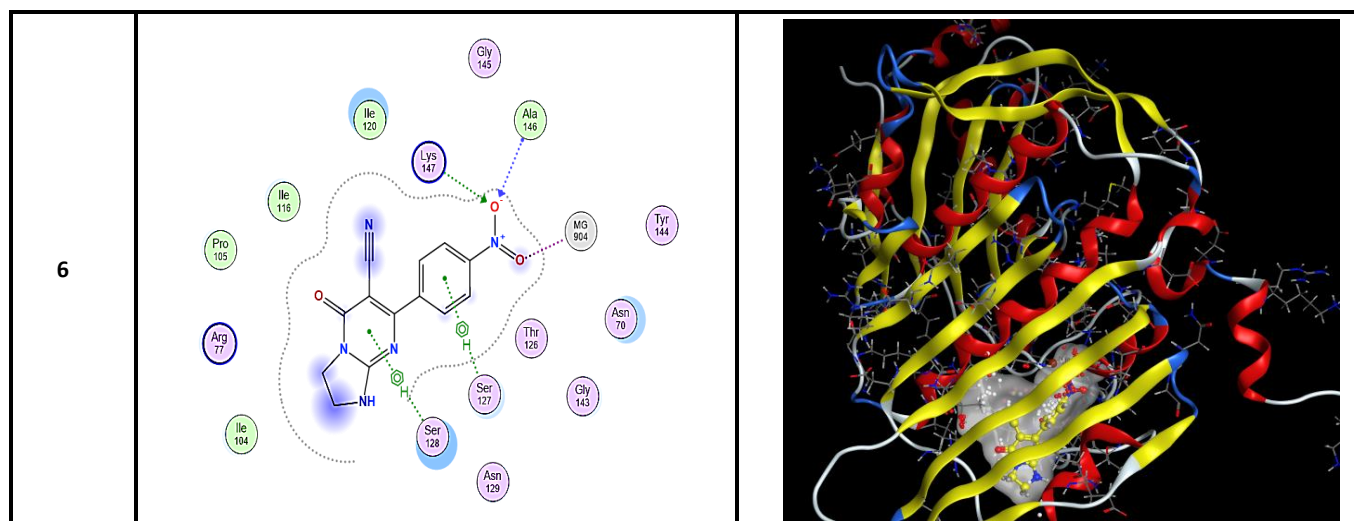 6
Gly
145
Ile
120
Ala
146
Lys
147
Ile
116
Pro
105
N
O
-
N
+
O
MG
904
Tyr
144
O
Arg
77
N
N
NH
H
H
Thr
126
Asn
70
Ser
127
Gly
143
Ile
104
Ser
128
Asn
129